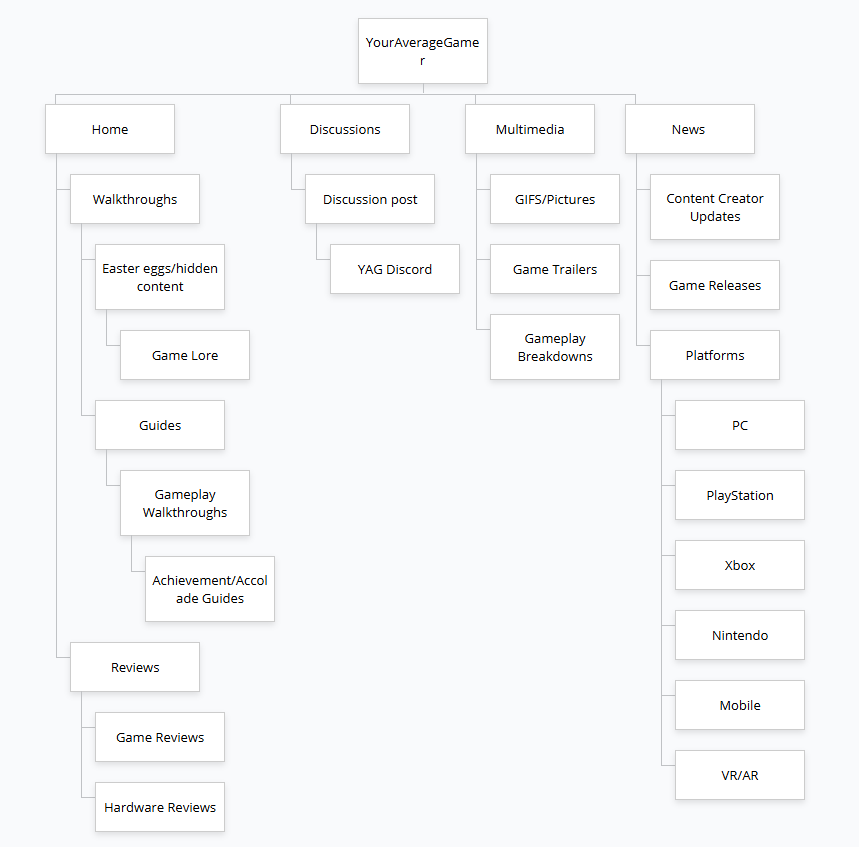 YourAverageGame
r
Home
Discussions
Multimedia
News
Walkthroughs
Easter eggs/hidden
content
Game Lore
Guides
Gameplay
Walkthroughs
Achievement/Accol
ade Guides
Reviews
Game Reviews
Hardware Reviews
Discussion post
YAG Discord
GIFS/Pictures
Game Trailers
Gameplay
Breakdowns
Content Creator
Updates
Game Releases
Platforms
PC
PlayStation
Xbox
Nintendo
Mobile
VR/AR